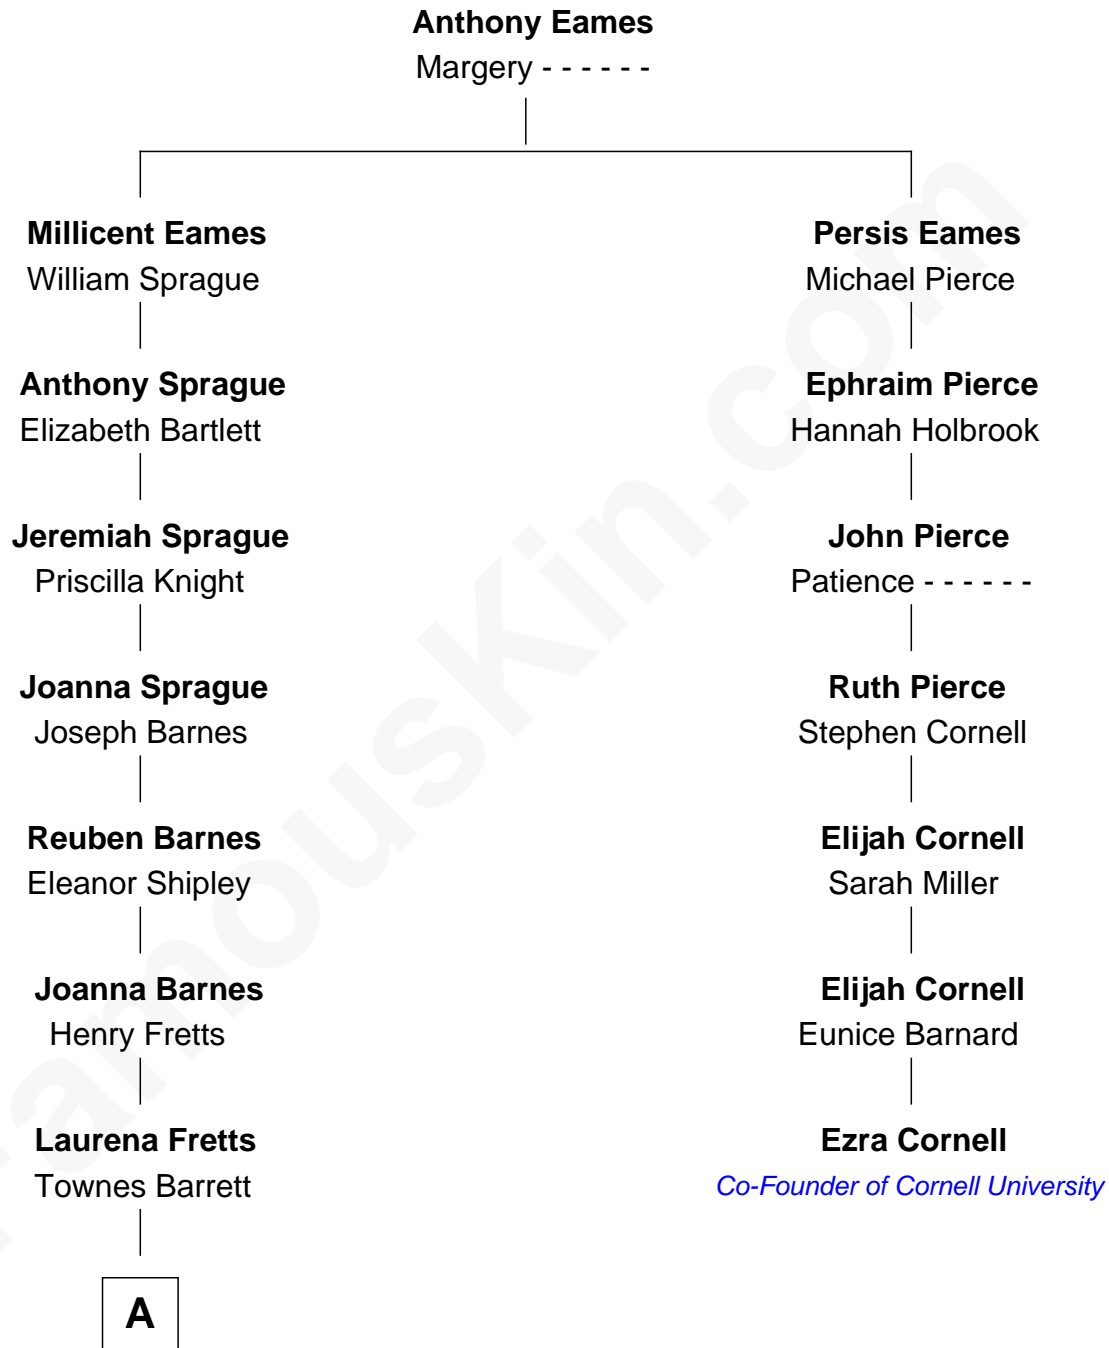 Anthony Eames
Margery - - - - - -
Millicent Eames
William Sprague
Persis Eames
Michael Pierce
Anthony Sprague
Elizabeth Bartlett
Ephraim Pierce
Hannah Holbrook
Jeremiah Sprague
Priscilla Knight
John Pierce
Patience - - - - - -
Joanna Sprague
Joseph Barnes
Ruth Pierce
Stephen Cornell
Reuben Barnes
Eleanor Shipley
Elijah Cornell
Sarah Miller
Joanna Barnes
Henry Fretts
Elijah Cornell
Eunice Barnard
Laurena Fretts
Townes Barrett
Ezra Cornell
Co-Founder of Cornell University
A
FamousKin.com